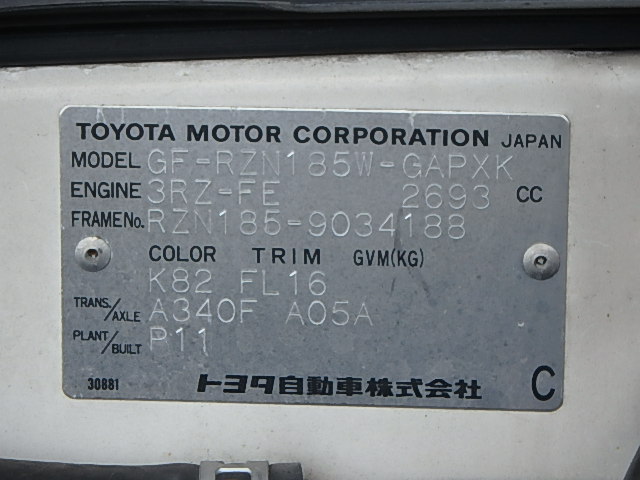 TOYOTA MOTOR CORPORATION JAPAN
MODEL GF-RZN185W-GAPXK
ENGINE 3RZ-FE 2693 CC
FRAME No. RZN185-9034188
COLOR TRIM GVM(KG)
K82 FL16
TRANS./AXLE A340F A05A
PLANT/BUILT P11
30881 トヨタ自動車株式会社 C